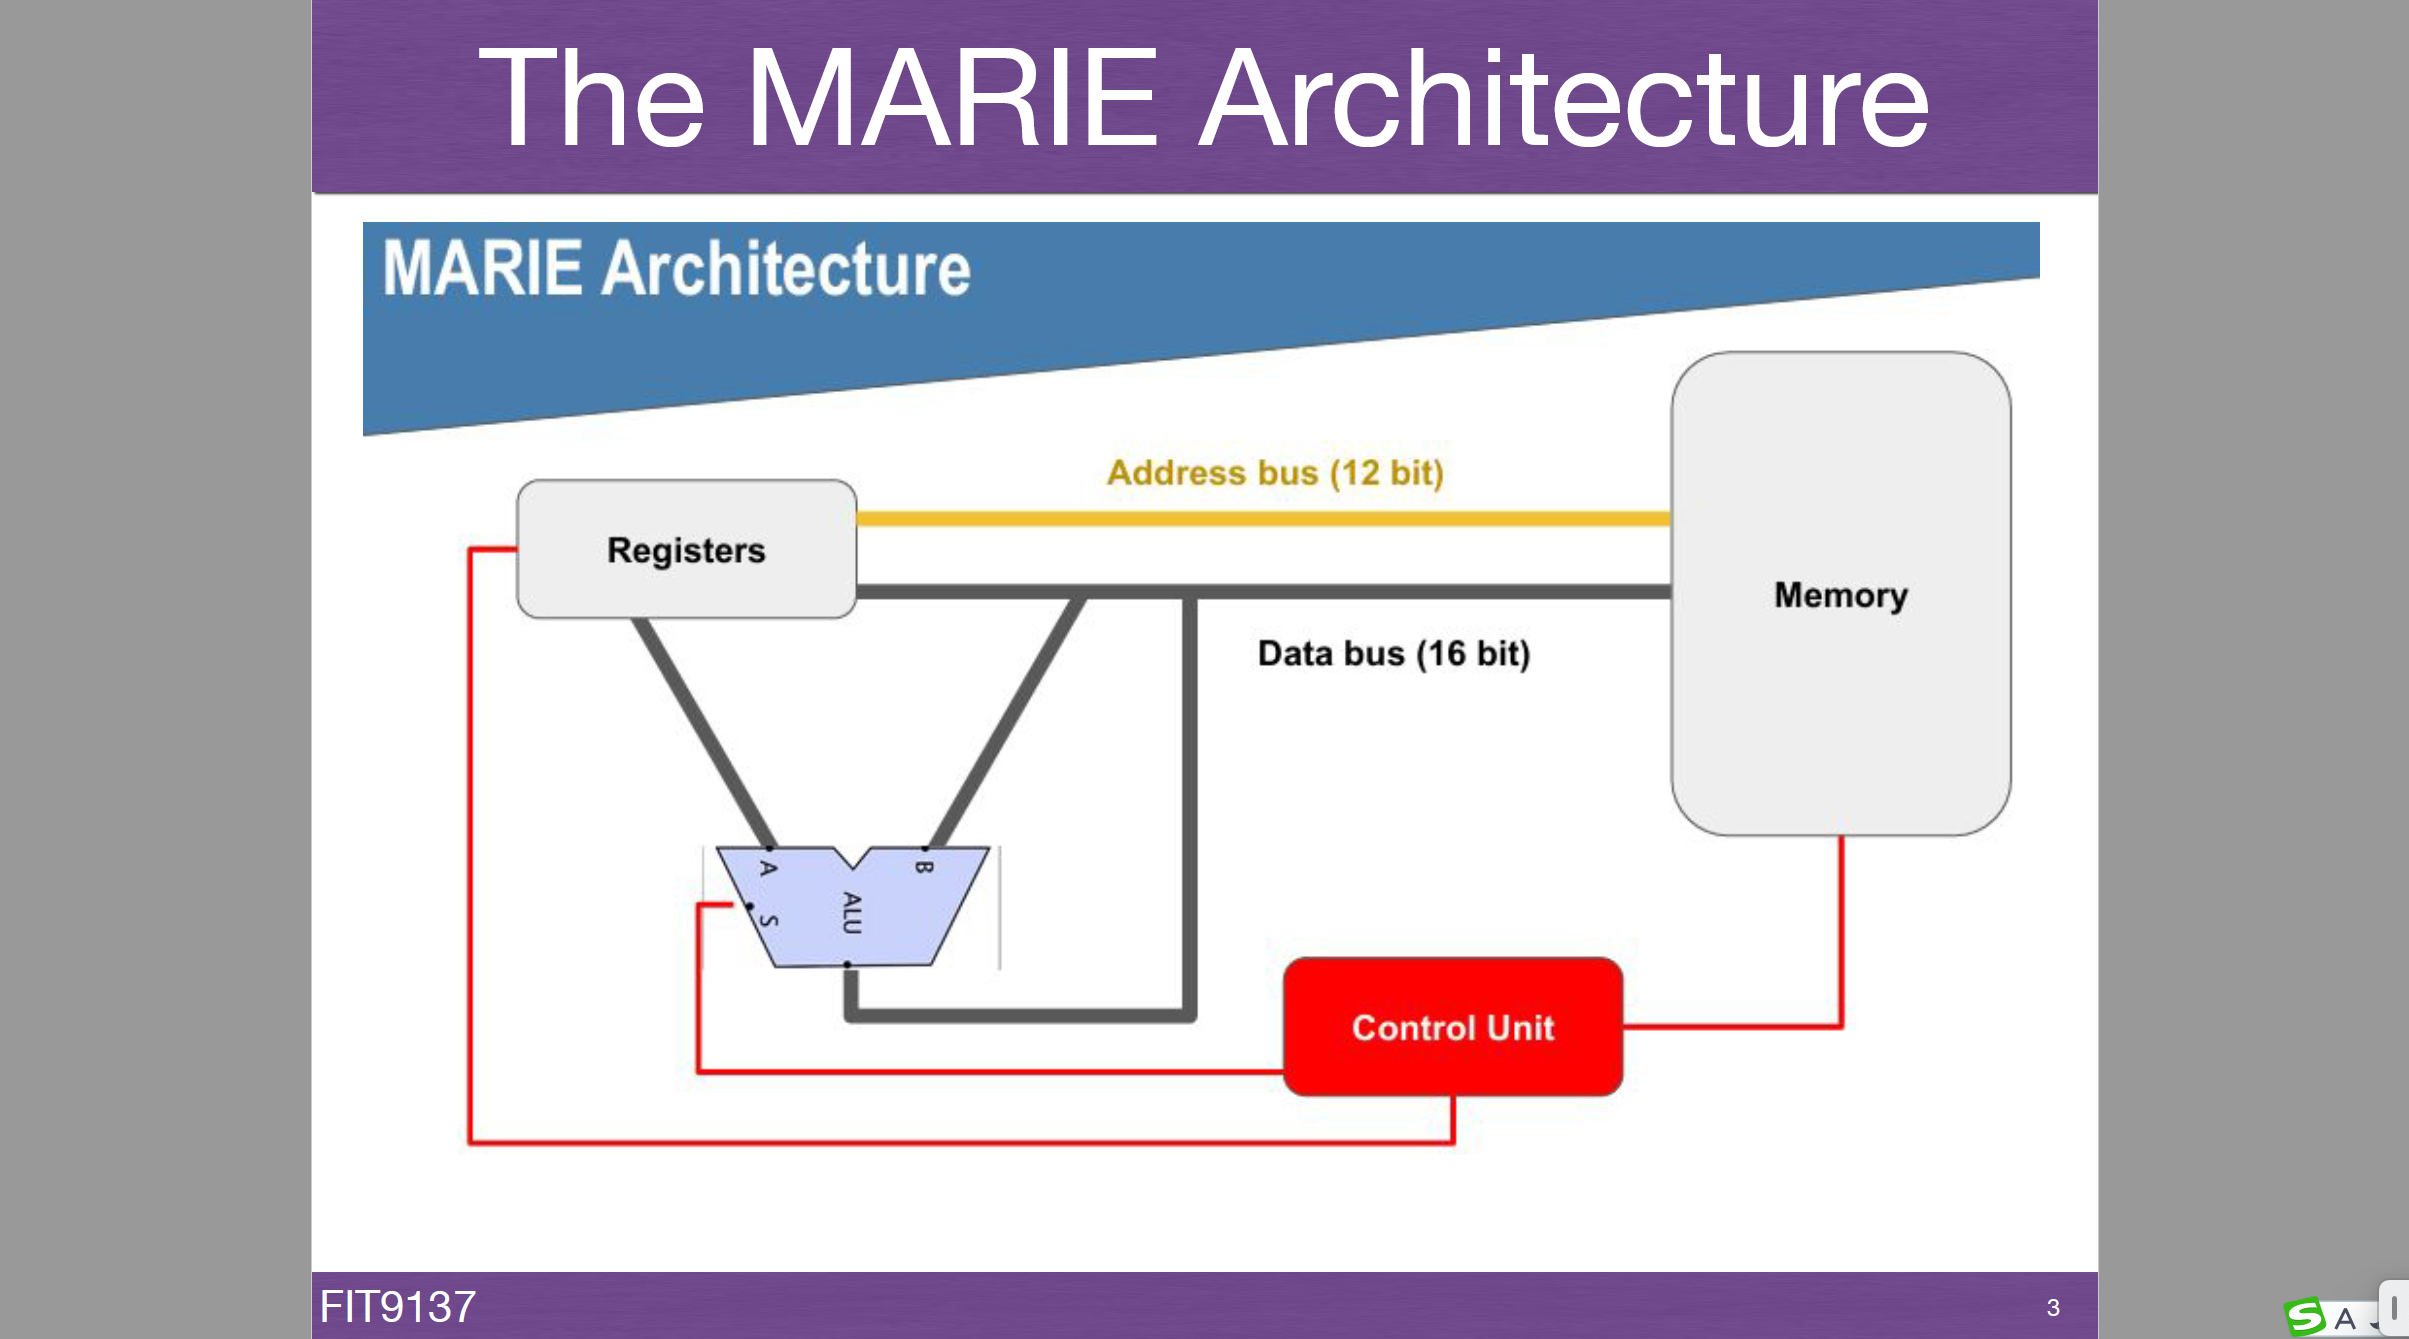 The MARIE Architecture
MARIE Architecture
Address bus (12 bit)
Registers
Memory
Data bus (16 bit)
A
B
S
ALU
Control Unit
FIT9137
3
S A